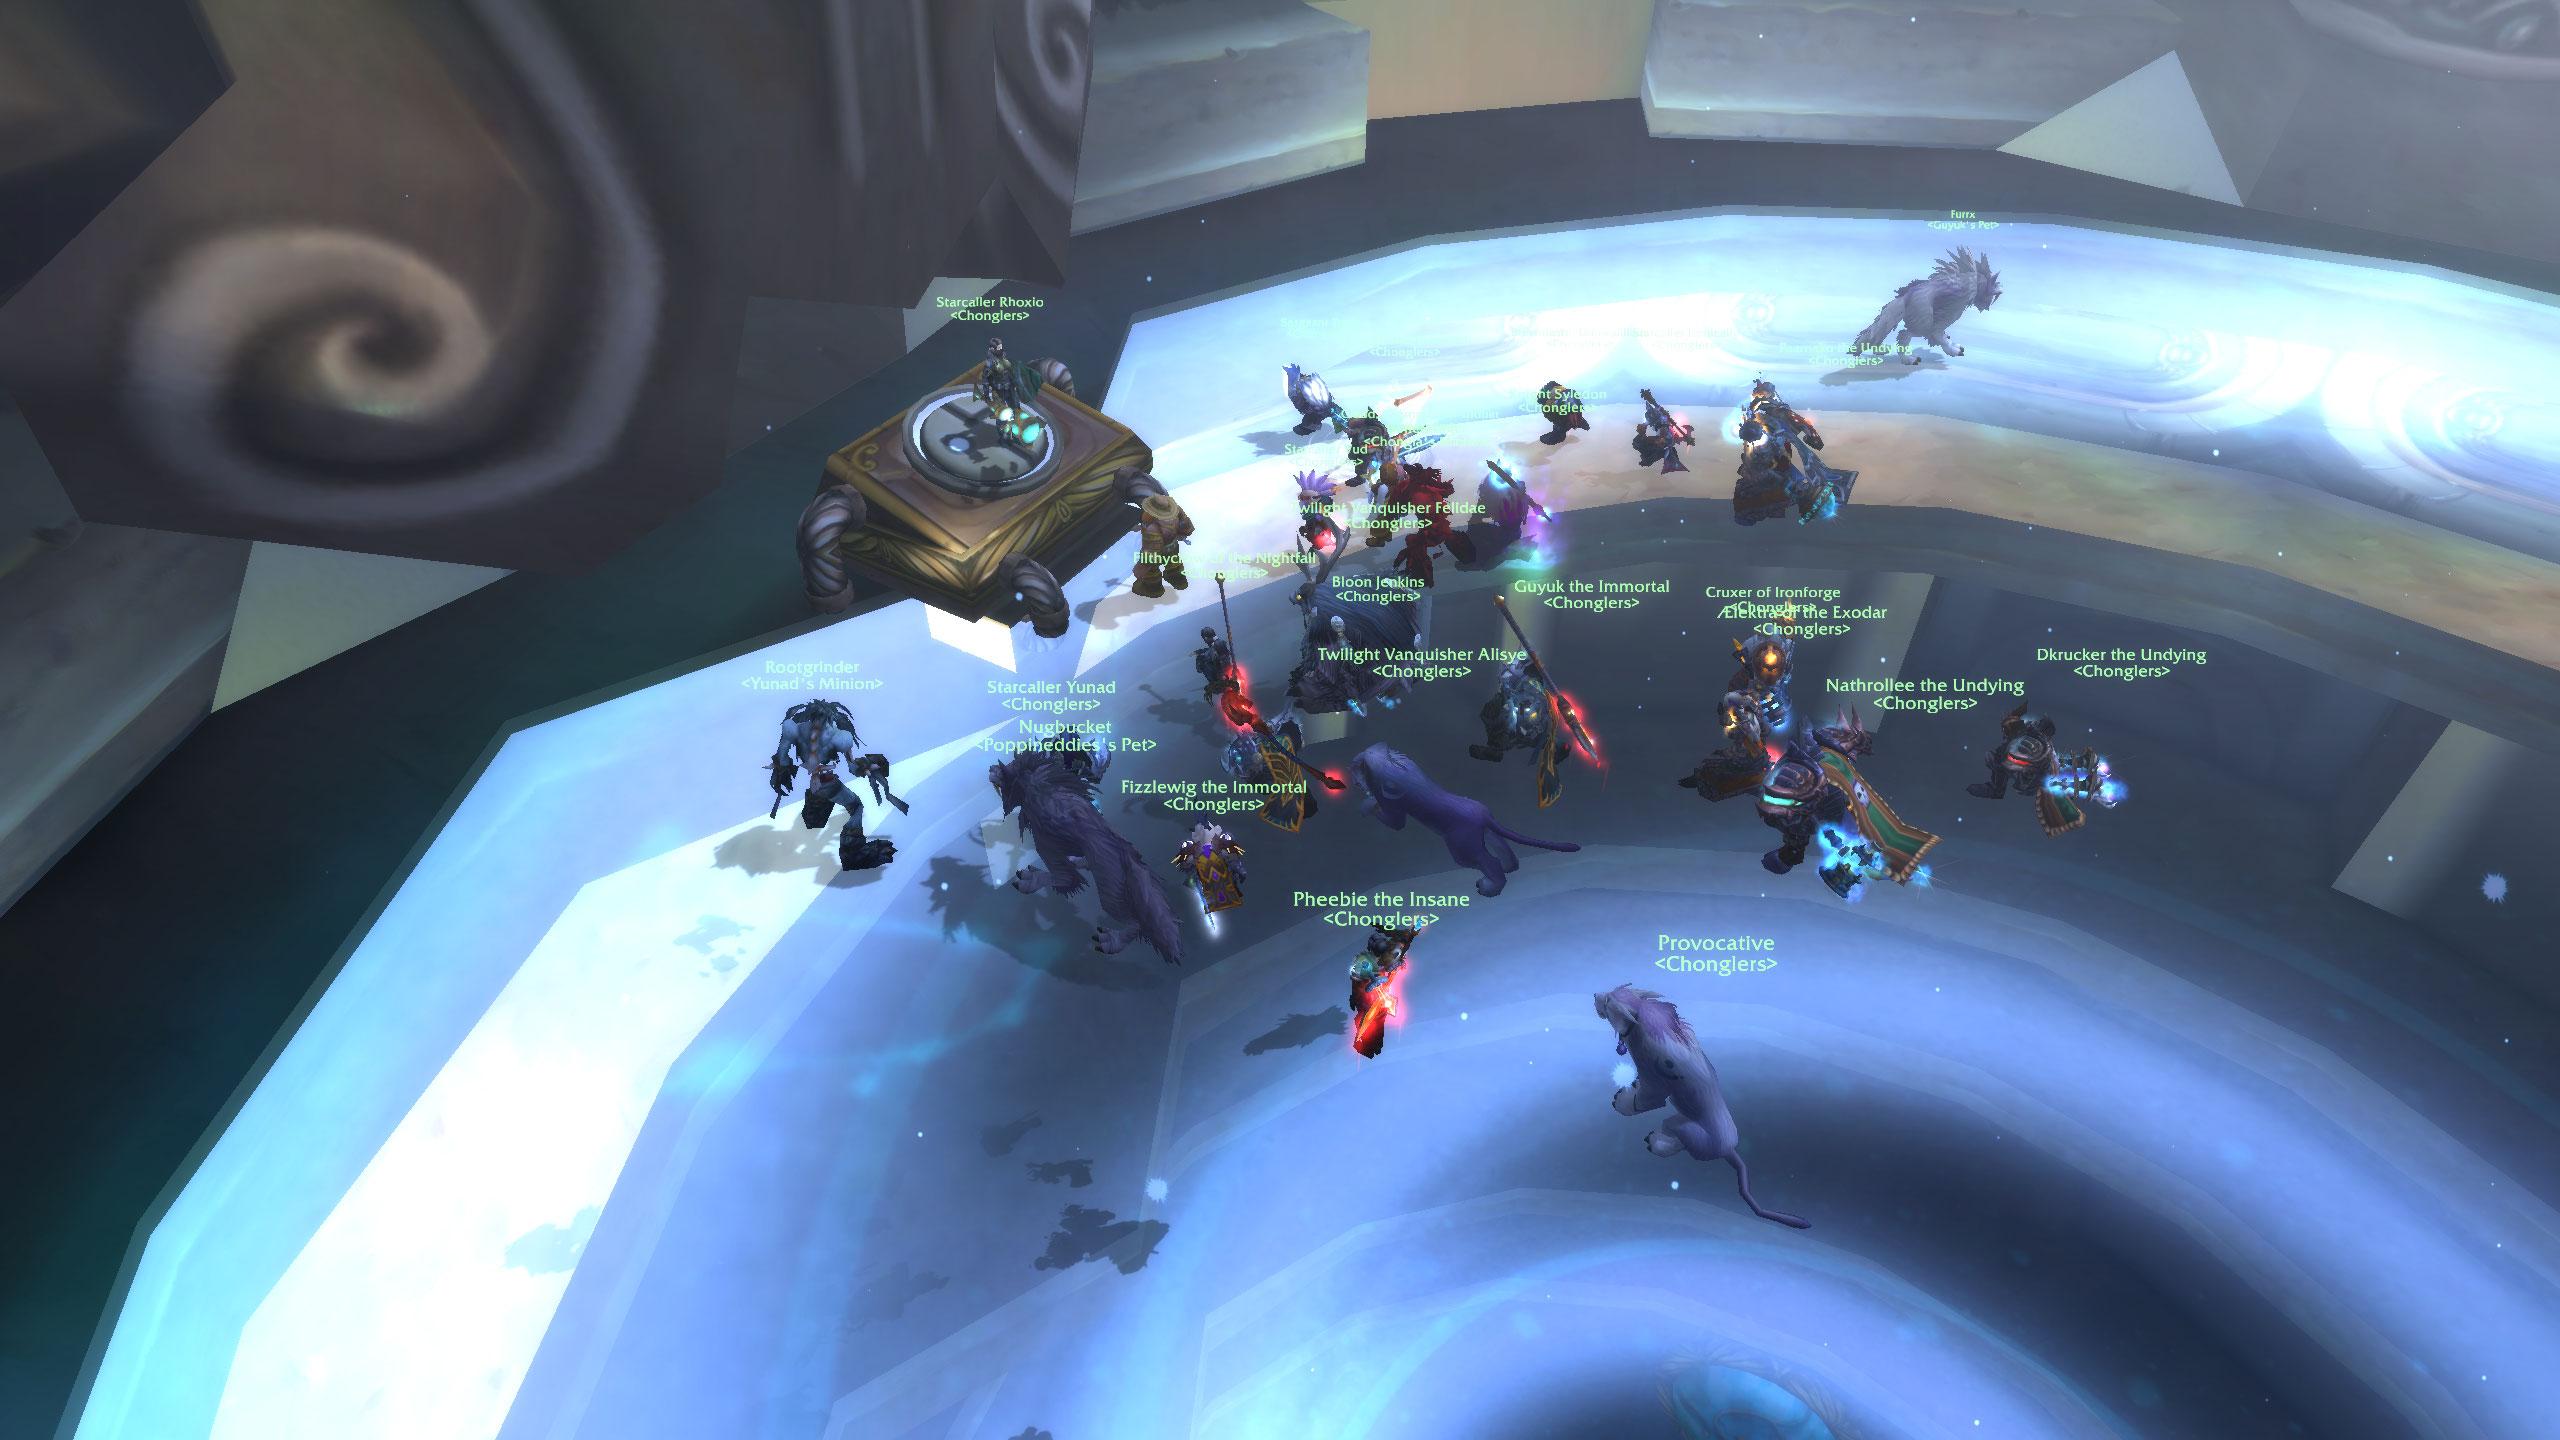 Furrx
<Guyuk's Pet>
Starcaller Rhoxio
<Chonglers>
<Chonglers>
the Undying
<Chonglers>
Syledon
<Chonglers>
Twilight Vanquisher Felidae
<Chonglers>
the Nightfall
<Chonglers>
Bloon Jenkins
<Chonglers>
Guyuk the Immortal
<Chonglers>
Cruxer of Ironforge
<Chonglers>
Ælektra of the Exodar
<Chonglers>
Twilight Vanquisher Alisye
<Chonglers>
Dkrucker the Undying
<Chonglers>
Rootgrinder
<Yunad's Minion>
Starcaller Yunad
<Chonglers>
Nathrollee the Undying
<Chonglers>
Nugbucket
<Poppineddies's Pet>
Fizzlewig the Immortal
<Chonglers>
Pheebie the Insane
<Chonglers>
Provocative
<Chonglers>